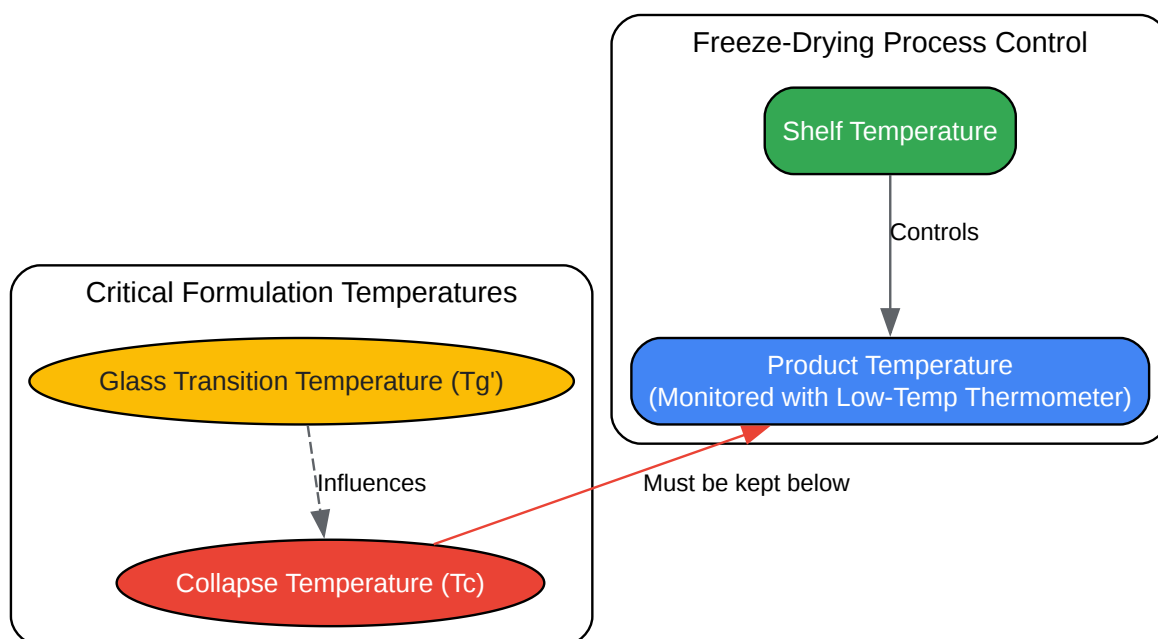 Freeze-Drying Process Control
Shelf Temperature
Controls
Critical Formulation Temperatures
Glass Transition Temperature (Tg')
Product Temperature
(Monitored with Low-Temp Thermometer)
Influences
Must be kept below
Collapse Temperature (Tc)